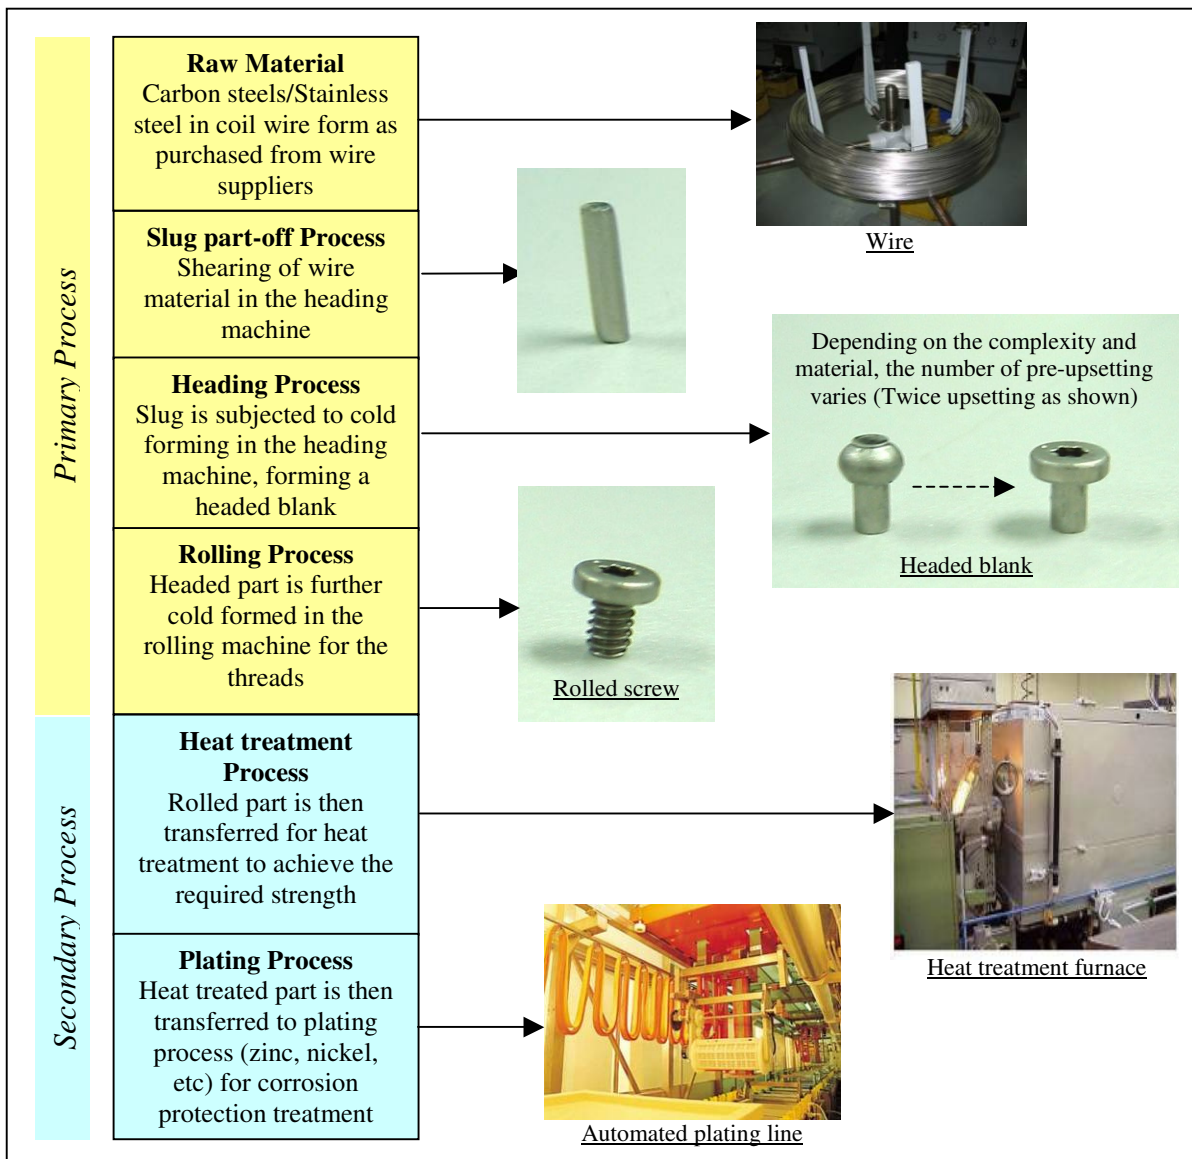 Primary Process
Raw Material
Carbon steels/Stainless
steel in coil wire form as
purchased from wire
suppliers
Wire
Slug part-off Process
Shearing of wire
material in the heading
machine
Heading Process
Slug is subjected to cold
forming in the heading
machine, forming a
headed blank
Depending on the complexity and
material, the number of pre-upsetting
varies (Twice upsetting as shown)
Headed blank
Rolling Process
Headed part is further
cold formed in the
rolling machine for the
threads
Rolled screw
Secondary Process
Heat treatment
Process
Rolled part is then
transferred for heat
treatment to achieve the
required strength
Heat treatment furnace
Plating Process
Heat treated part is then
transferred to plating
process (zinc, nickel,
etc) for corrosion
protection treatment
Automated plating line